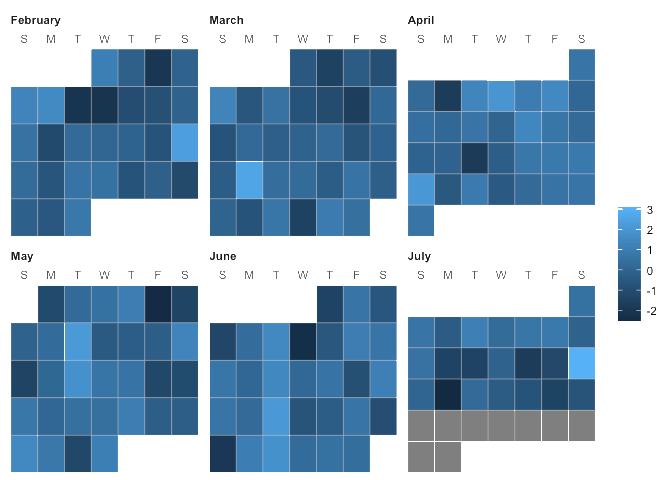 February
S M T W T F S
March
S M T W T F S
April
S M T W T F S
May
S M T W T F S
June
S M T W T F S
July
S M T W T F S
3
2
1
0
-1
-2